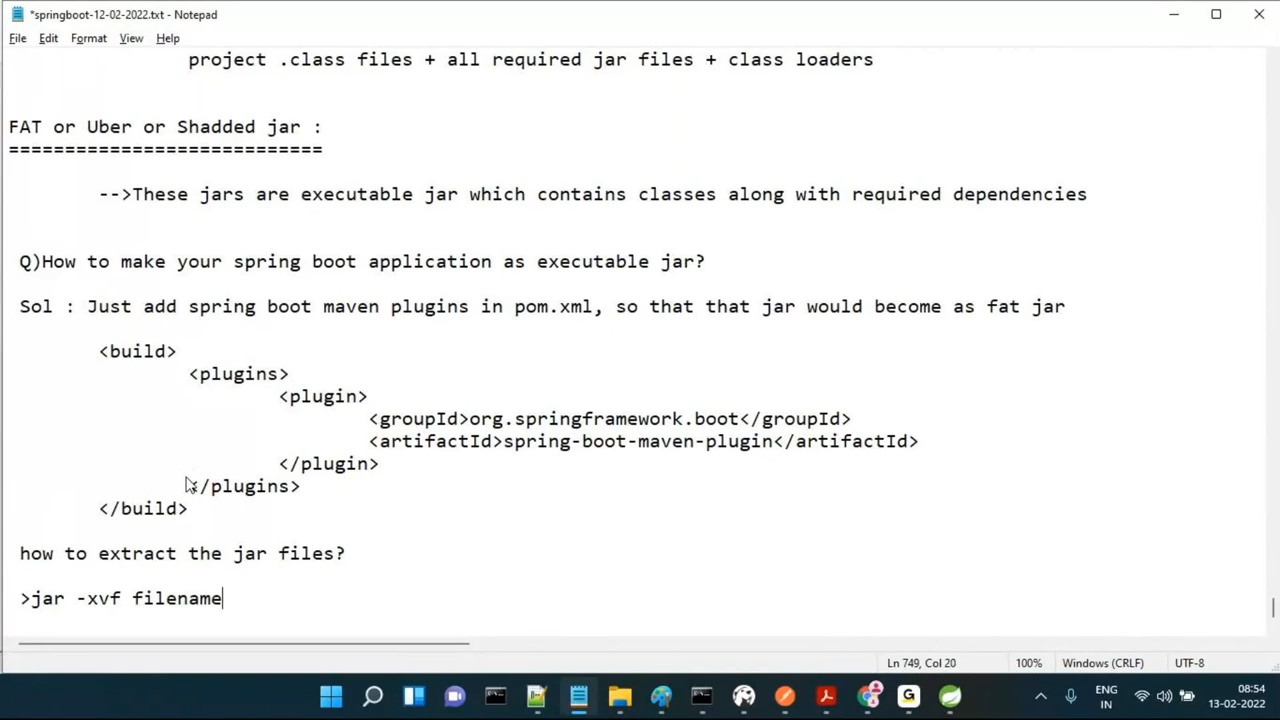 *springboot-12-02-2022.txt - Notepad
File Edit Format View Help
project .class files + all required jar files + class loaders
FAT or Uber or Shadded jar :
============================
-->These jars are executable jar which contains classes along with required dependencies
Q)How to make your spring boot application as executable jar?
Sol : Just add spring boot maven plugins in pom.xml, so that that jar would become as fat jar
<build>
<plugins>
<plugin>
<groupId>org.springframework.boot</groupId>
<artifactId>spring-boot-maven-plugin</artifactId>
</plugin>
</plugins>
</build>
how to extract the jar files?
>jar -xvf filename
Ln 749, Col 20 100% Windows (CRLF) UTF-8
ENG 08:54
IN 13-02-2022